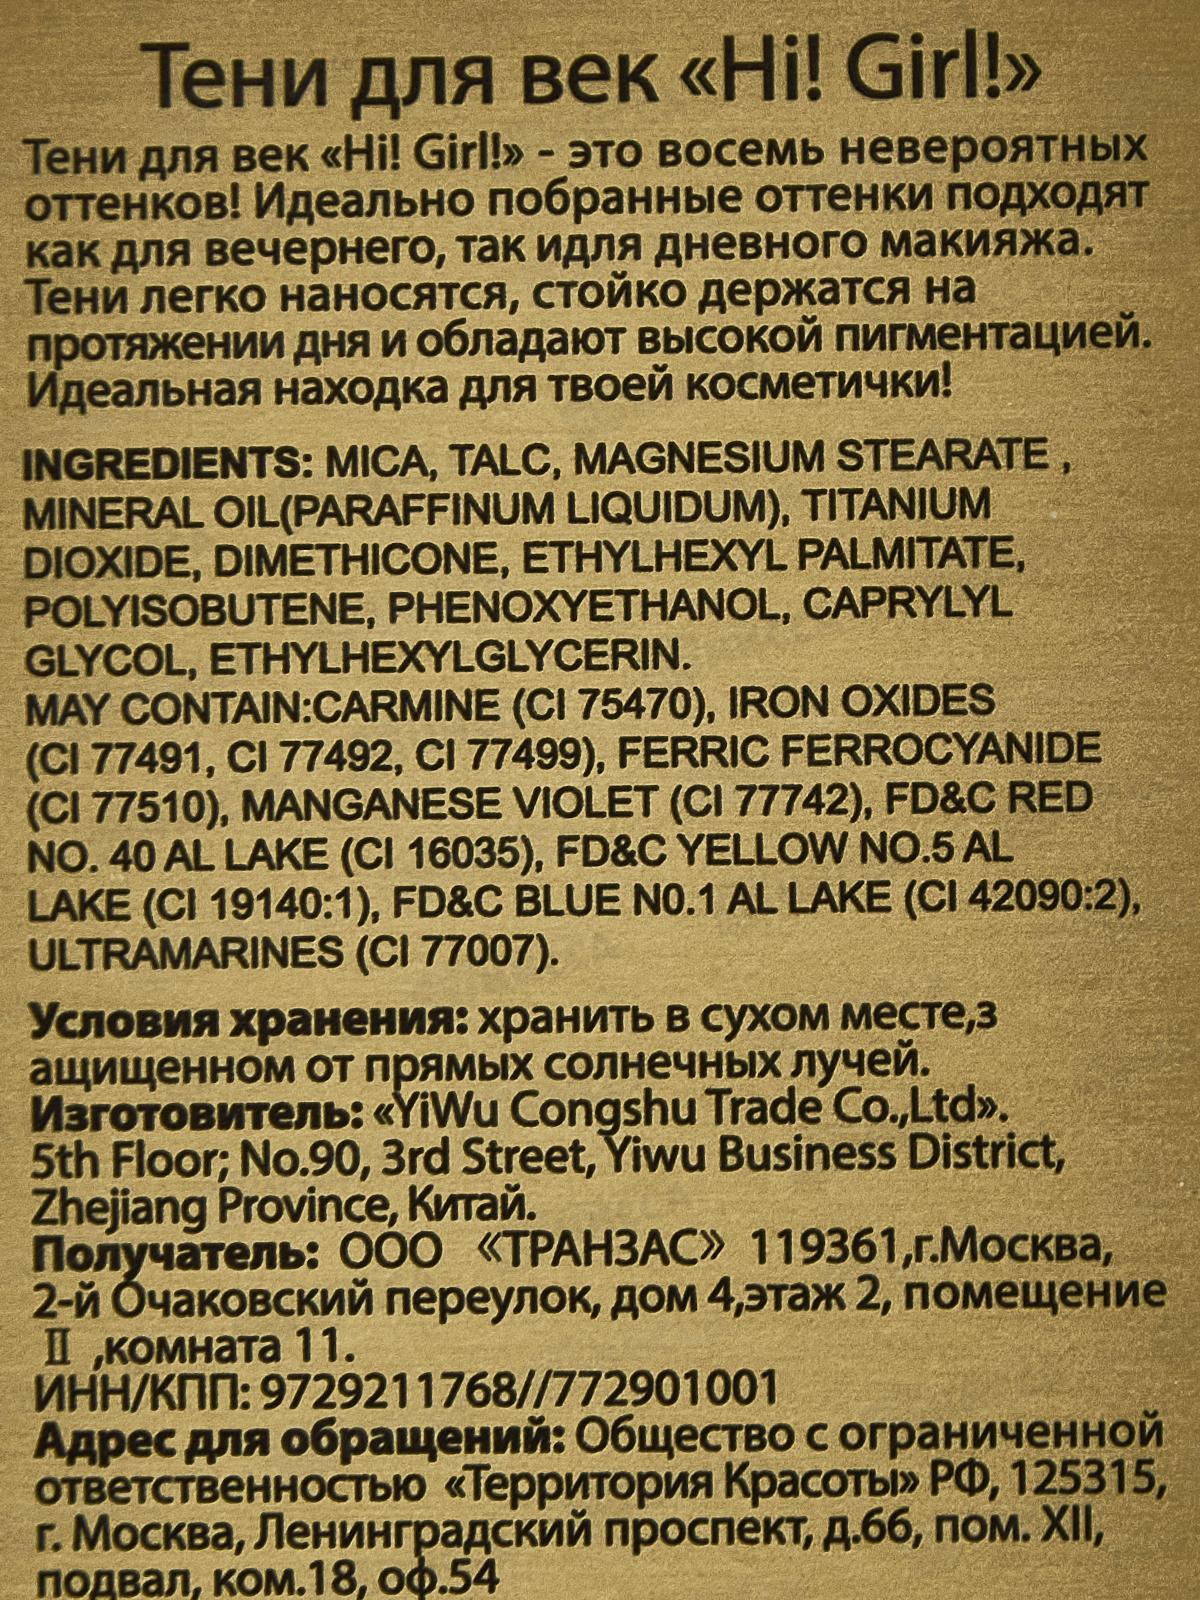 Тени для век «Hi! Girl!»
Тени для век «Hi! Girl!» - это восемь невероятных
оттенков! Идеально побранные оттенки подходят
как для вечернего, так идля дневного макияжа.
Тени легко наносятся, стойко держатся на
протяжении дня и обладают высокой пигментацией.
Идеальная находка для твоей косметички!
INGREDIENTS: MICA, TALC, MAGNESIUM STEARATE ,
MINERAL OIL(PARAFFINUM LIQUIDUM), TITANIUM
DIOXIDE, DIMETHICONE, ETHYLHEXYL PALMITATE,
POLYISOBUTENE, PHENOXYETHANOL, CAPRYLYL
GLYCOL, ETHYLHEXYLGLYCERIN.
MAY CONTAIN:CARMINE (CI 75470), IRON OXIDES
(CI 77491, CI 77492, CI 77499), FERRIC FERROCYANIDE
(CI 77510), MANGANESE VIOLET (CI 77742), FD&C RED
NO. 40 AL LAKE (CI 16035), FD&C YELLOW NO.5 AL
LAKE (CI 19140:1), FD&C BLUE N0.1 AL LAKE (CI 42090:2),
ULTRAMARINES (CI 77007).
Условия хранения: хранить в сухом месте,з
ащищенном от прямых солнечных лучей.
Изготовитель: «YiWu Congshu Trade Co.,Ltd».
5th Floor; No.90, 3rd Street, Yiwu Business District,
Zhejiang Province, Китай.
Получатель: ООО 《ТРАНЗАС》 119361,г.Москва,
2-й Очаковский переулок, дом 4,этаж 2, помещение
Ⅱ ,комната 11.
ИНН/КПП: 9729211768//772901001
Адрес для обращений: Общество с ограниченной
ответственностью «Территория Красоты» РФ, 125315,
г. Москва, Ленинградский проспект, д.66, пом. XII,
подвал, ком.18, оф.54